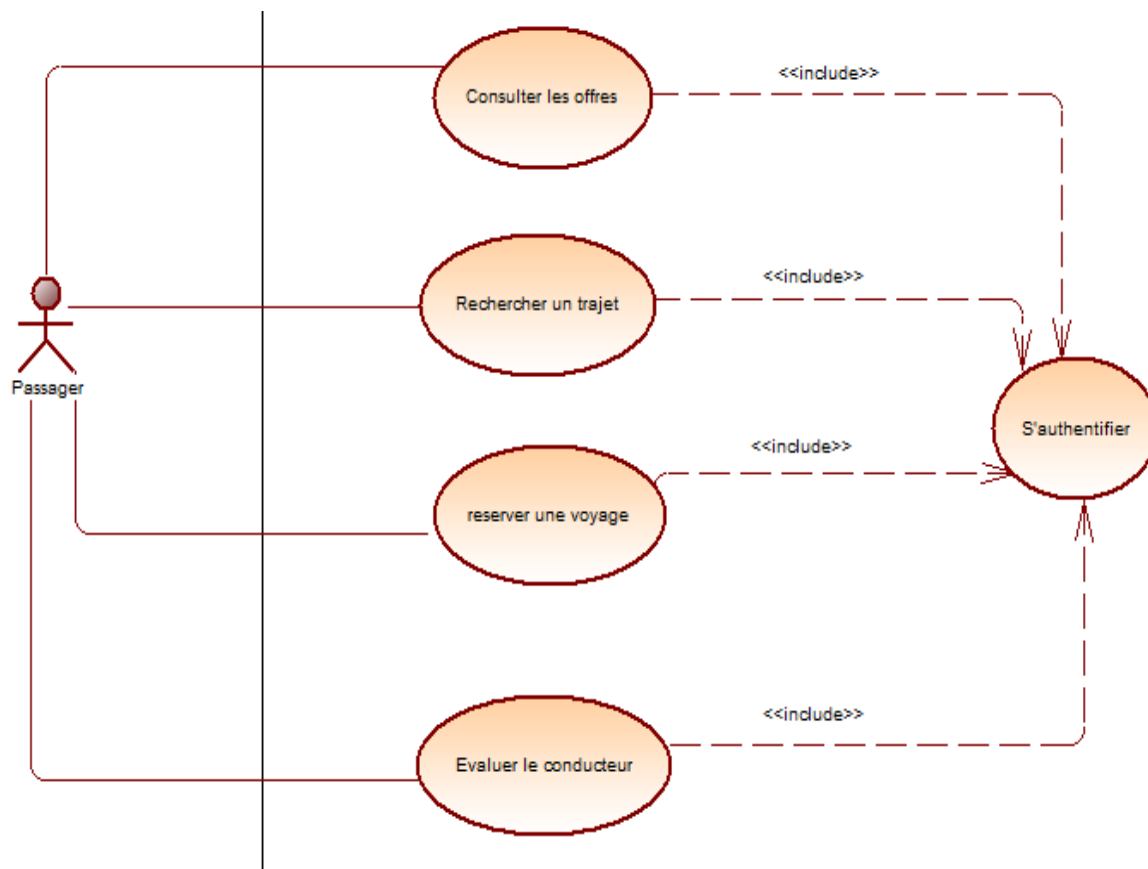 Consulter les offres
<<include>>
Rechercher un trajet
<<include>>
Passager
S'authentifier
reserver une voyage
<<include>>
Evaluer le conducteur
<<include>>